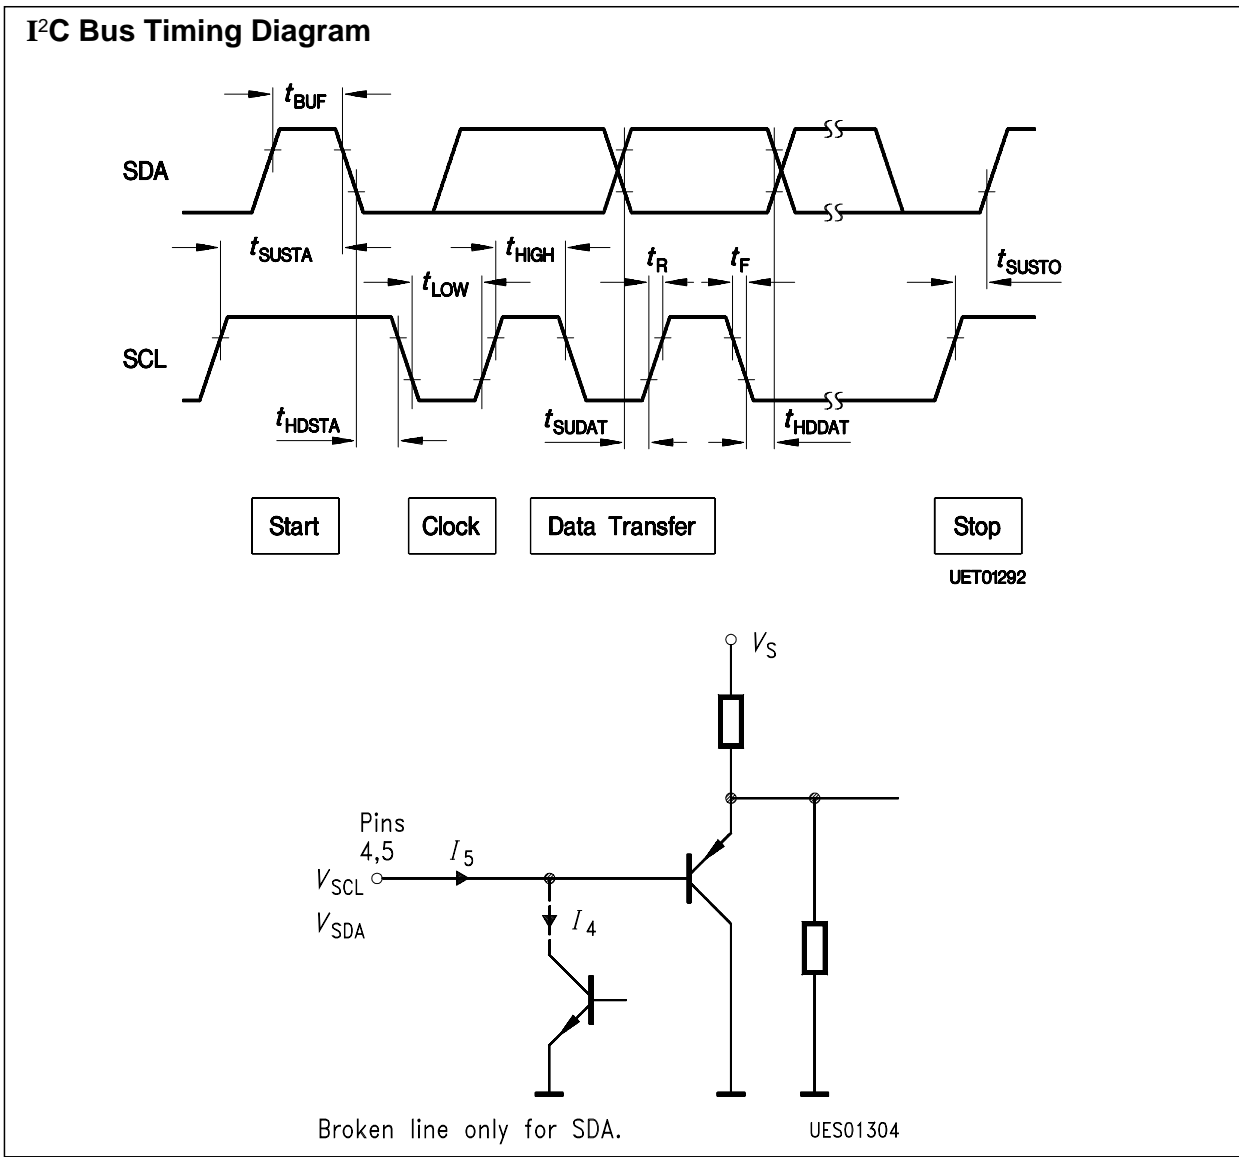 I²C Bus Timing Diagram
tBUF
SDA
tSUSTA
tHIGH
tR
tF
tSUSTO
tLOW
SCL
tHDSTA
tSUDAT
tHDDAT
Start
Clock
Data Transfer
Stop
UET01292
VS
Pins
4,5
I5
VSCL
VSDA
I4
Broken line only for SDA.
UES01304